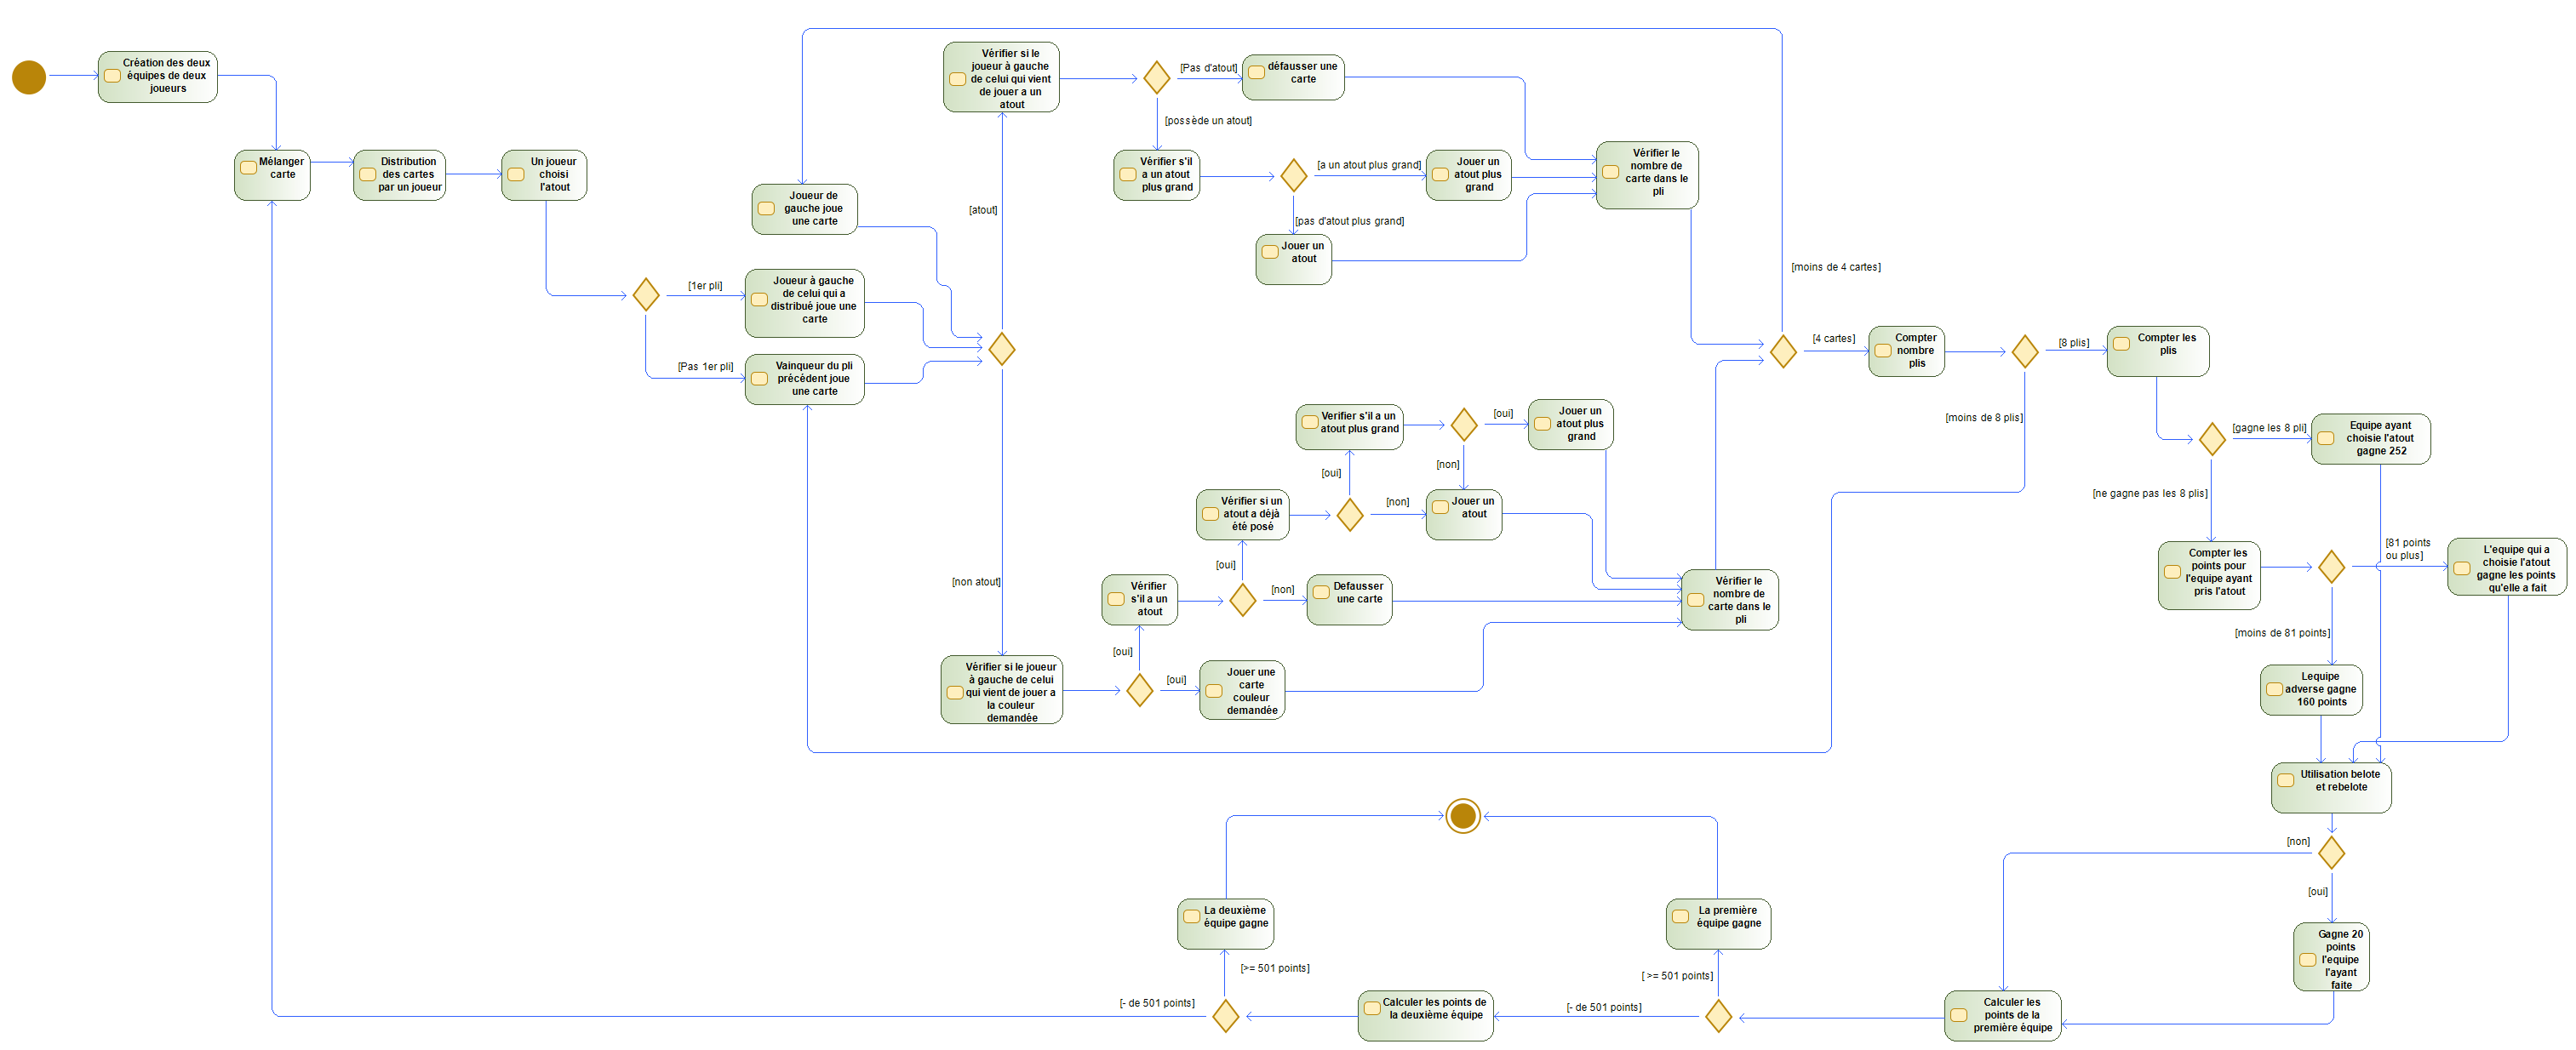 Création des deux
équipes de deux
joueurs
Mélanger
carte
Distribution
des cartes
par un joueur
Un joueur
choisi
l'atout
[1er pli]
[Pas 1er pli]
Joueur de
gauche joue
une carte
Joueur à gauche
de celui qui a
distribué joue une
carte
Vainqueur du pli
précédent joue
une carte
[atout]
[non atout]
Vérifier si le
joueur à gauche
de celui qui vient
de jouer a un
atout
[Pas d'atout]
[possède un atout]
défausser une
carte
Vérifier s'il
a un atout
plus grand
[a un atout plus grand]
[pas d'atout plus grand]
Jouer un
atout plus
grand
Jouer un
atout
Vérifier le
nombre de
carte dans le
pli
[moins de 4 cartes]
[4 cartes]
Vérifier si le joueur
à gauche de celui
qui vient de jouer a
la couleur
demandée
[oui]
[oui]
Jouer une
carte
couleur
demandée
Vérifier
s'il a un
atout
[oui]
[non]
Defausser
une carte
Vérifier si un
atout a déjà
été posé
[oui]
[non]
Verifier s'il a un
atout plus grand
[oui]
[non]
Jouer un
atout plus
grand
Jouer un
atout
Vérifier le
nombre de
carte dans le
pli
Compter
nombre
plis
[8 plis]
[moins de 8 plis]
Compter les
plis
[gagne les 8 pli]
[ne gagne pas les 8 plis]
Equipe ayant
choisie l'atout
gagne 252
Compter les
points pour
l'equipe ayant
pris l'atout
[81 points
ou plus]
[moins de 81 points]
L'equipe qui a
choisie l'atout
gagne les points
qu'elle a fait
Lequipe
adverse gagne
160 points
Utilisation belote
et rebelote
[non]
[oui]
Gagne 20
points
l'equipe
l'ayant
faite
Calculer les
points de la
première équipe
[ >= 501 points]
[- de 501 points]
La première
équipe gagne
Calculer les points de
la deuxième équipe
[>= 501 points]
[- de 501 points]
La deuxième
équipe gagne